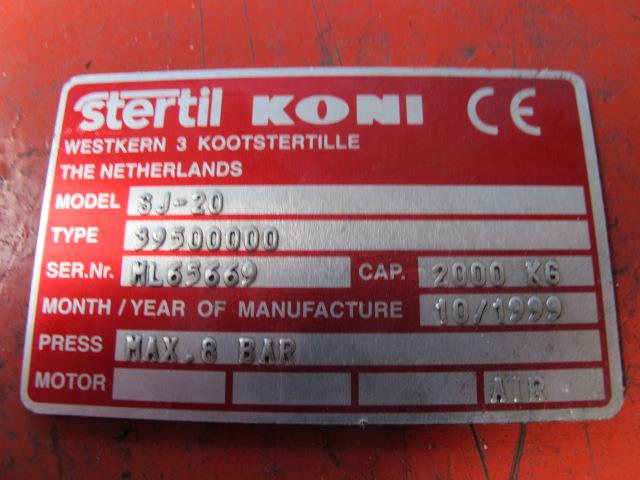 stertil KONI CE
WESTKERN 3 KOOTSTERTILLE
THE NETHERLANDS
MODEL SJ-20
TYPE 99500000
SER.Nr. ML65669 CAP. 2000 KG
MONTH / YEAR OF MANUFACTURE 10/1999
PRESS MAX.8 BAR
MOTOR AIR